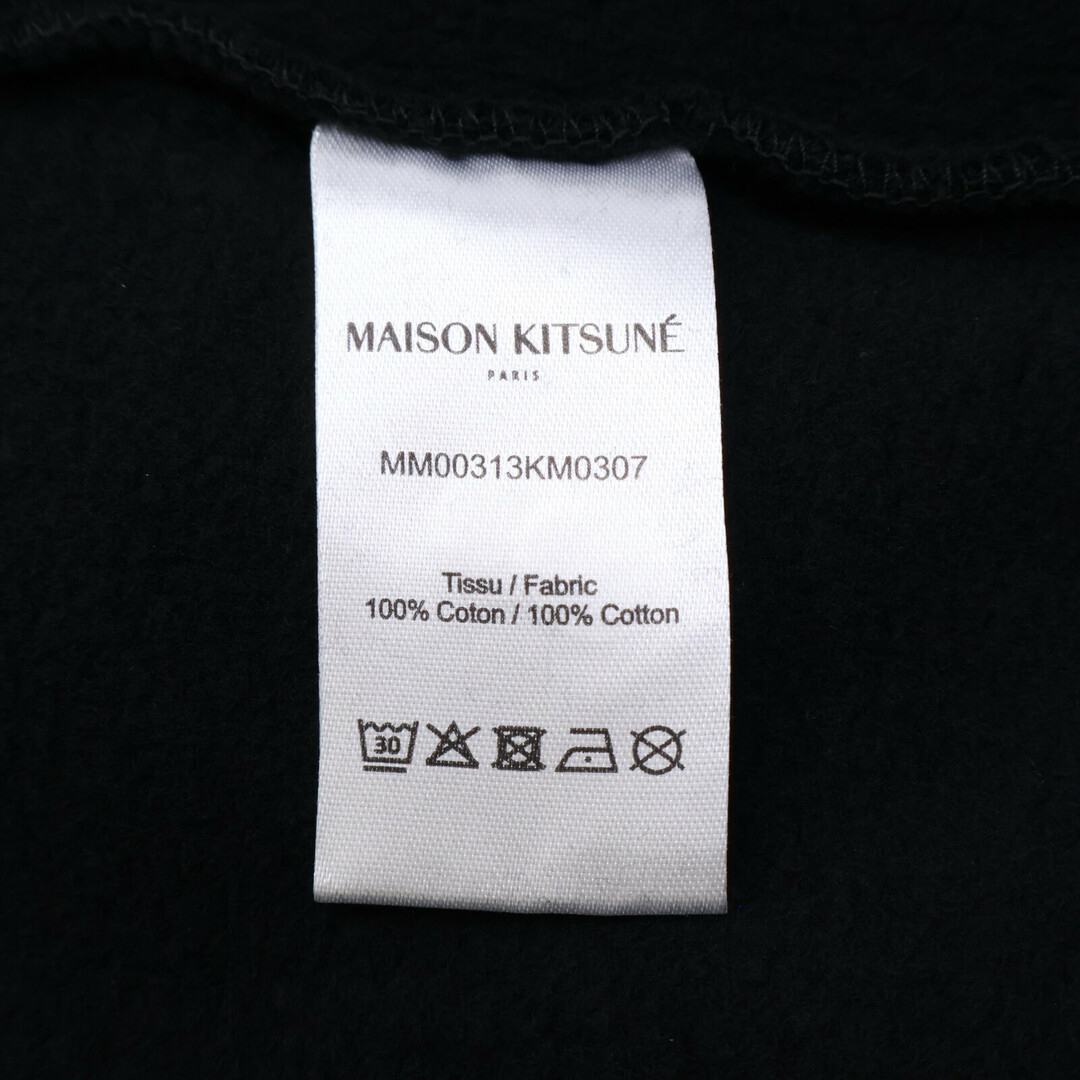 MAISON KITSUNÉ
PARIS
MM00313KM0307
Tissu / Fabric
100% Coton / 100% Cotton
30